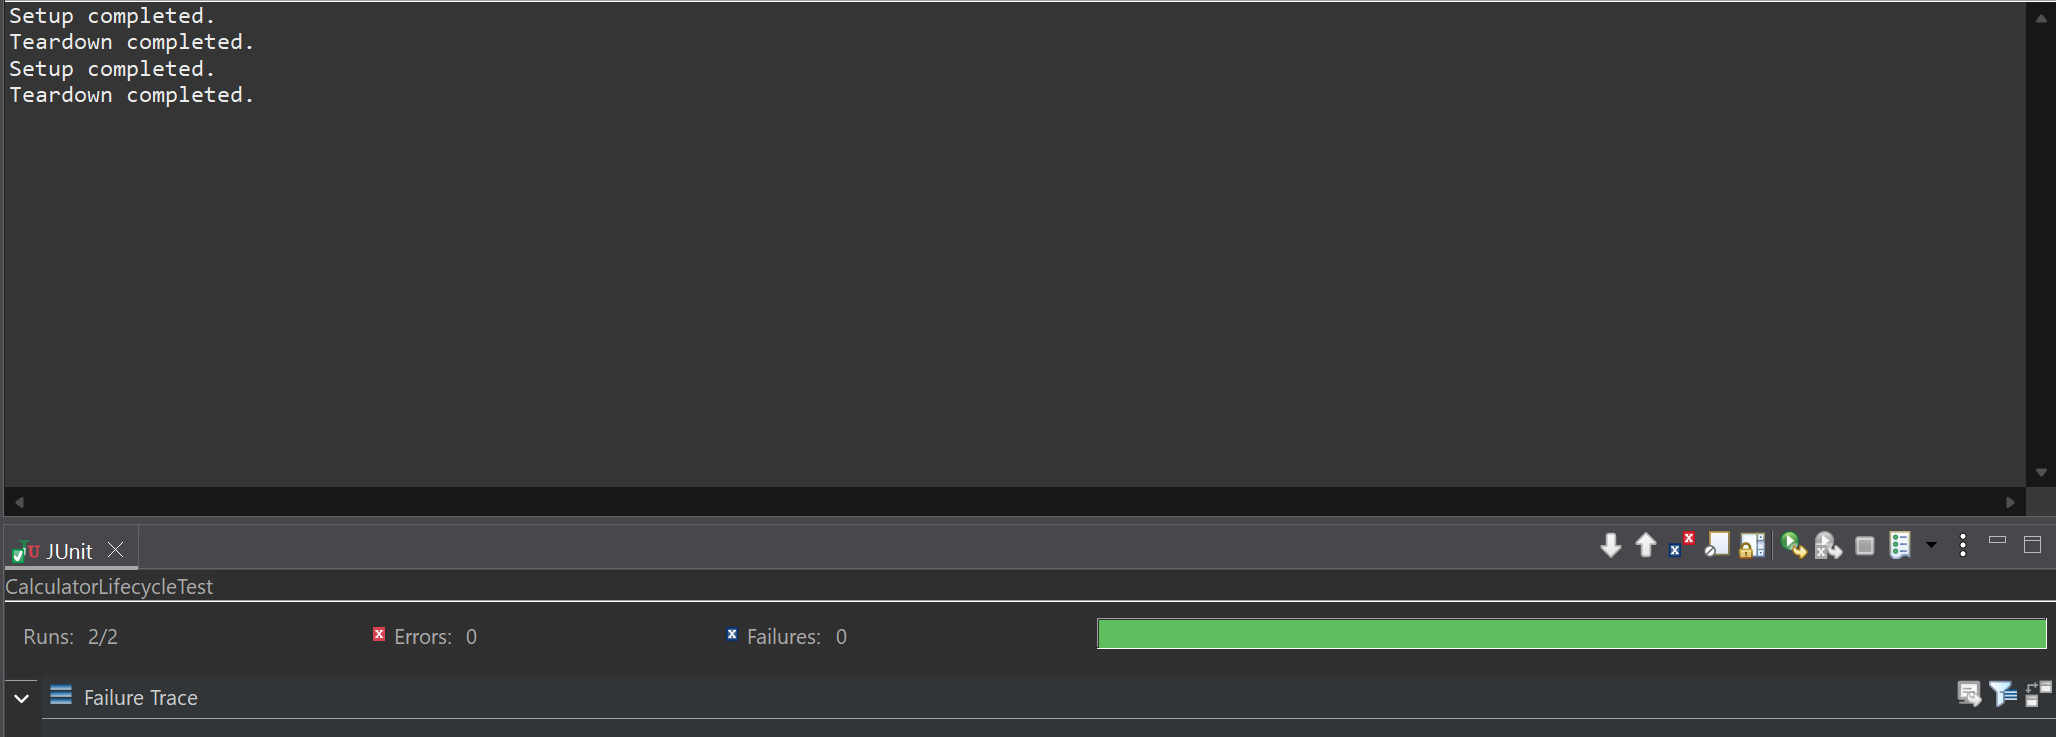 Setup completed.
Teardown completed.
Setup completed.
Teardown completed.
JUnit
CalculatorLifecycleTest
Runs: 2/2 Errors: 0 Failures: 0
Failure Trace